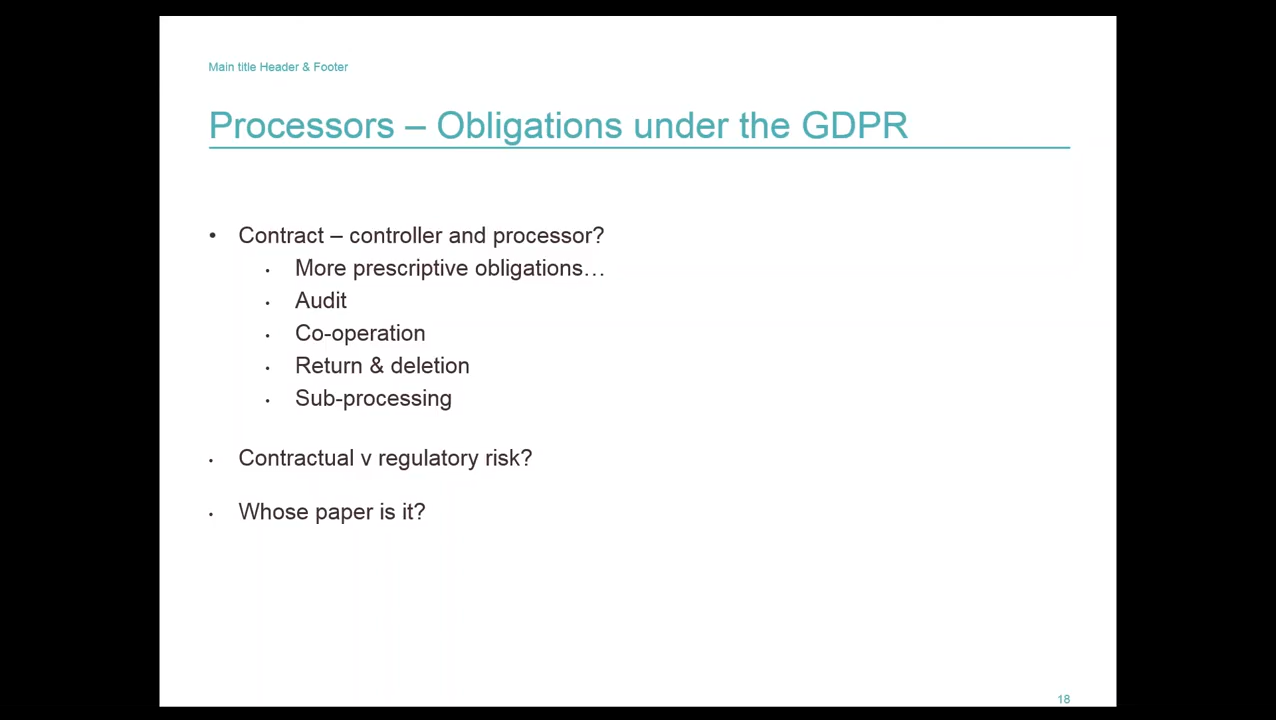 Main title Header & Footer
Processors – Obligations under the GDPR
• Contract – controller and processor?
• More prescriptive obligations…
• Audit
• Co-operation
• Return & deletion
• Sub-processing
• Contractual v regulatory risk?
• Whose paper is it?
18